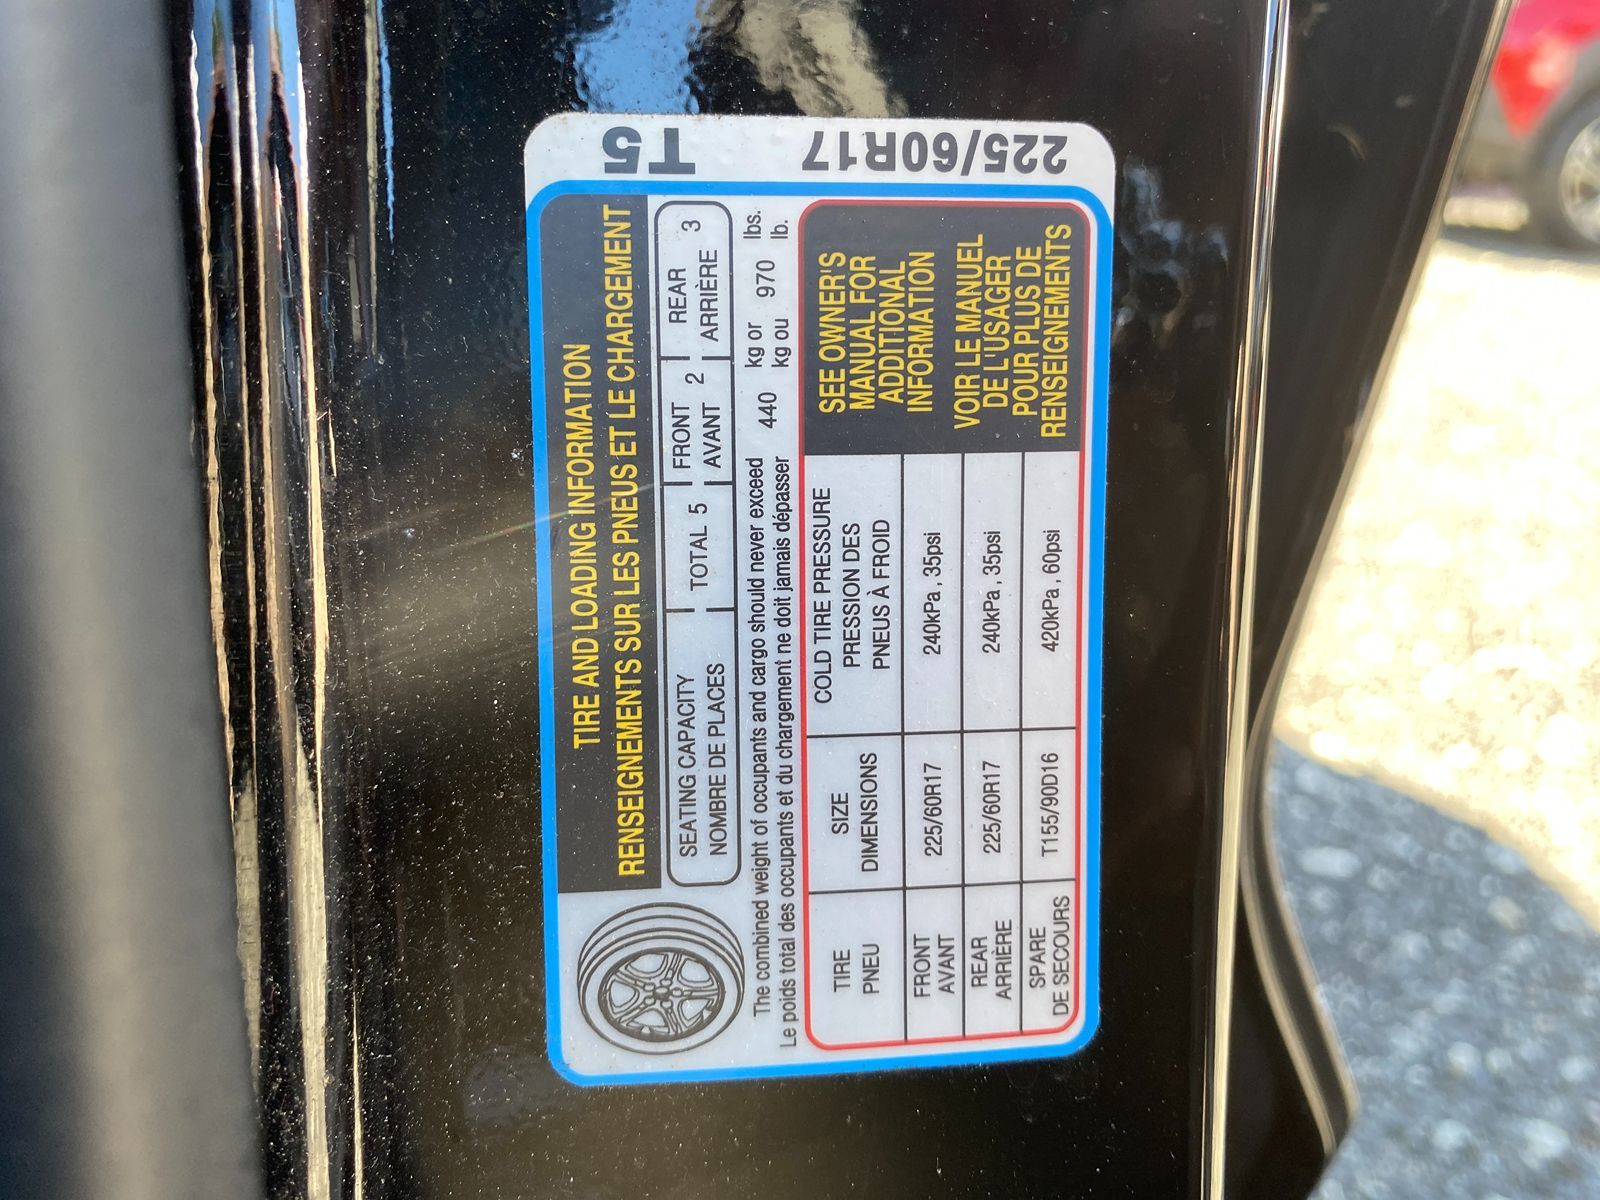 T5
225/60R17
TIRE AND LOADING INFORMATION
RENSEIGNEMENTS SUR LES PNEUS ET LE CHARGEMENT
SEATING CAPACITY
NOMBRE DE PLACES
TOTAL 5
FRONT
AVANT 2
REAR
ARRIÈRE 3
The combined weight of occupants and cargo should never exceed 440 kg or 970 lbs.
Le poids total des occupants et du chargement ne doit jamais dépasser kg ou lb.
TIRE
PNEU
SIZE
DIMENSIONS
COLD TIRE PRESSURE
PRESSION DES
PNEUS À FROID
FRONT
AVANT
225/60R17
240kPa , 35psi
REAR
ARRIÈRE
225/60R17
240kPa , 35psi
SPARE
DE SECOURS
T155/90D16
420kPa , 60psi
SEE OWNER'S
MANUAL FOR
ADDITIONAL
INFORMATION
VOIR LE MANUEL
DE L'USAGER
POUR PLUS DE
RENSEIGNEMENTS